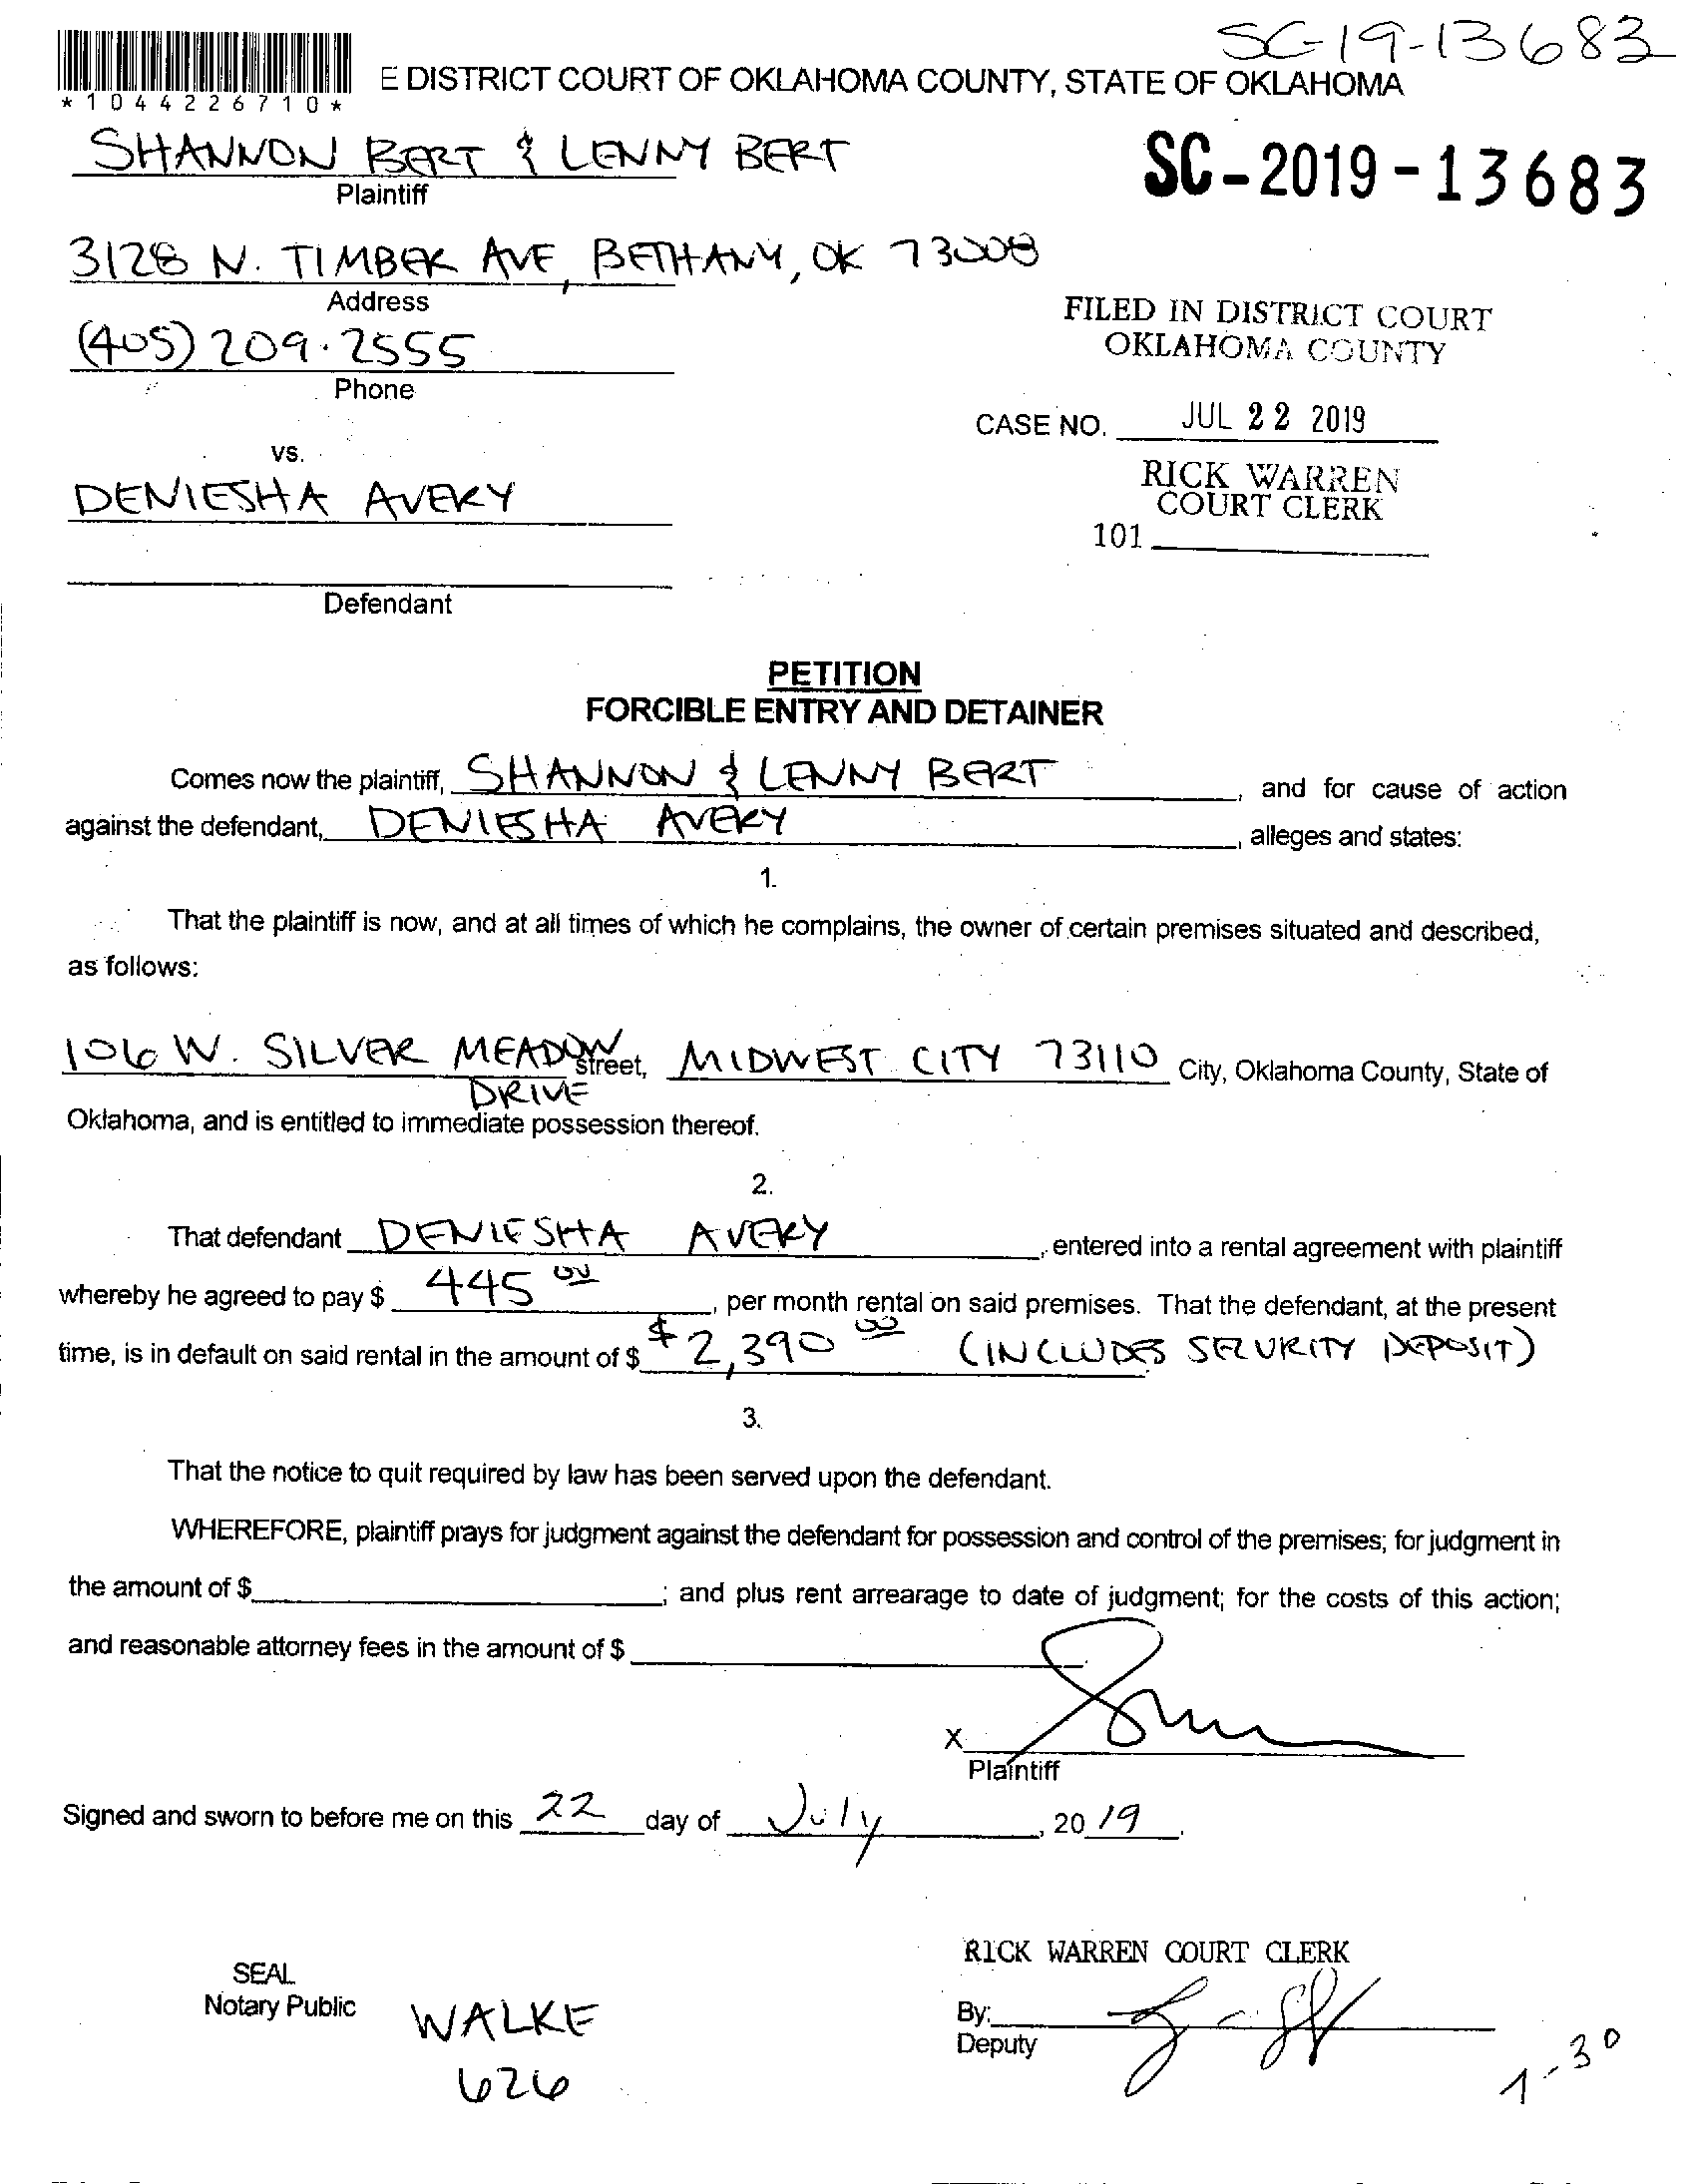 SC-19-13683
*1044226710*
E DISTRICT COURT OF OKLAHOMA COUNTY, STATE OF OKLAHOMA
SHANNON BERT & LENNY BERT
Plaintiff
SC-2019-13683
3128 N. TIMBER AVE, BETHANY, OK 73008
Address
FILED IN DISTRICT COURT
OKLAHOMA COUNTY
(405) 209.2555
Phone
CASE NO. JUL 22 2019
vs.
RICK WARREN
COURT CLERK
DENIESHA AVERY
101
Defendant
PETITION
FORCIBLE ENTRY AND DETAINER
Comes now the plaintiff, SHANNON & LENNY BERT, and for cause of action
against the defendant, DENIESHA AVERY, alleges and states:
1.
That the plaintiff is now, and at all times of which he complains, the owner of certain premises situated and described,
as follows:
106 W. SILVER MEADOW street, MIDWEST CITY 73110 City, Oklahoma County, State of
DRIVE
Oklahoma, and is entitled to immediate possession thereof.
2.
That defendant DENIESHA AVERY, entered into a rental agreement with plaintiff
whereby he agreed to pay $ 445 00, per month rental on said premises. That the defendant, at the present
time, is in default on said rental in the amount of $ $2,390 00 (INCLUDES SECURITY DEPOSIT)
3.
That the notice to quit required by law has been served upon the defendant.
WHEREFORE, plaintiff prays for judgment against the defendant for possession and control of the premises; for judgment in
the amount of $ ; and plus rent arrearage to date of judgment; for the costs of this action;
and reasonable attorney fees in the amount of $
X
Plaintiff
Signed and sworn to before me on this 22 day of July, 20 19.
RICK WARREN COURT CLERK
SEAL
Notary Public
WALKE
By:
Deputy
626
1-30